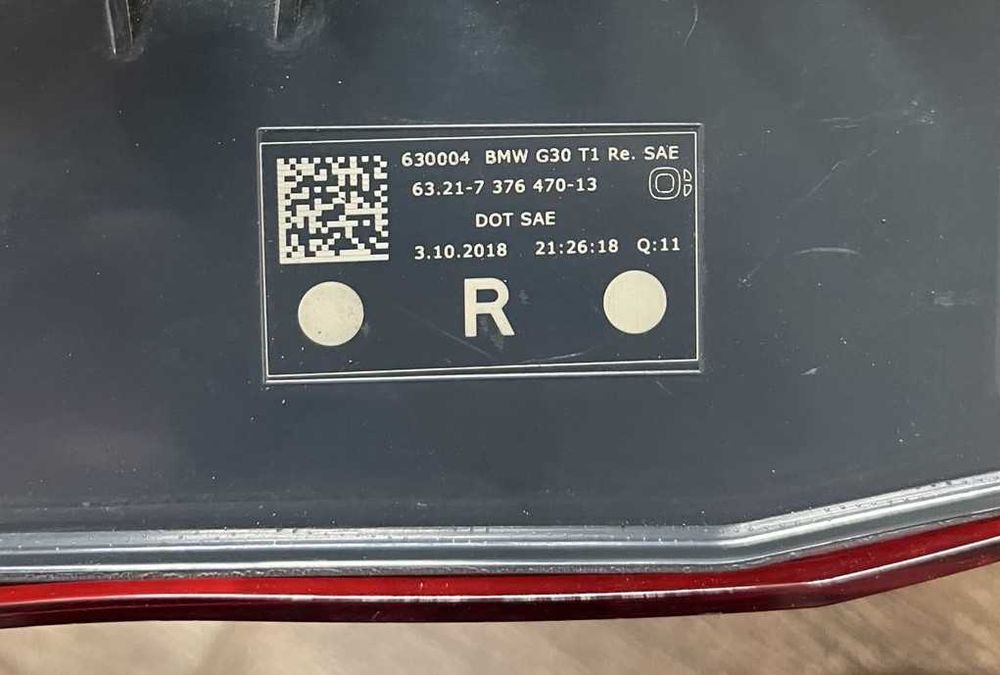 630004 BMW G30 T1 Re. SAE
63.21-7 376 470-13
DOT SAE
3.10.2018 21:26:18 Q:11
R